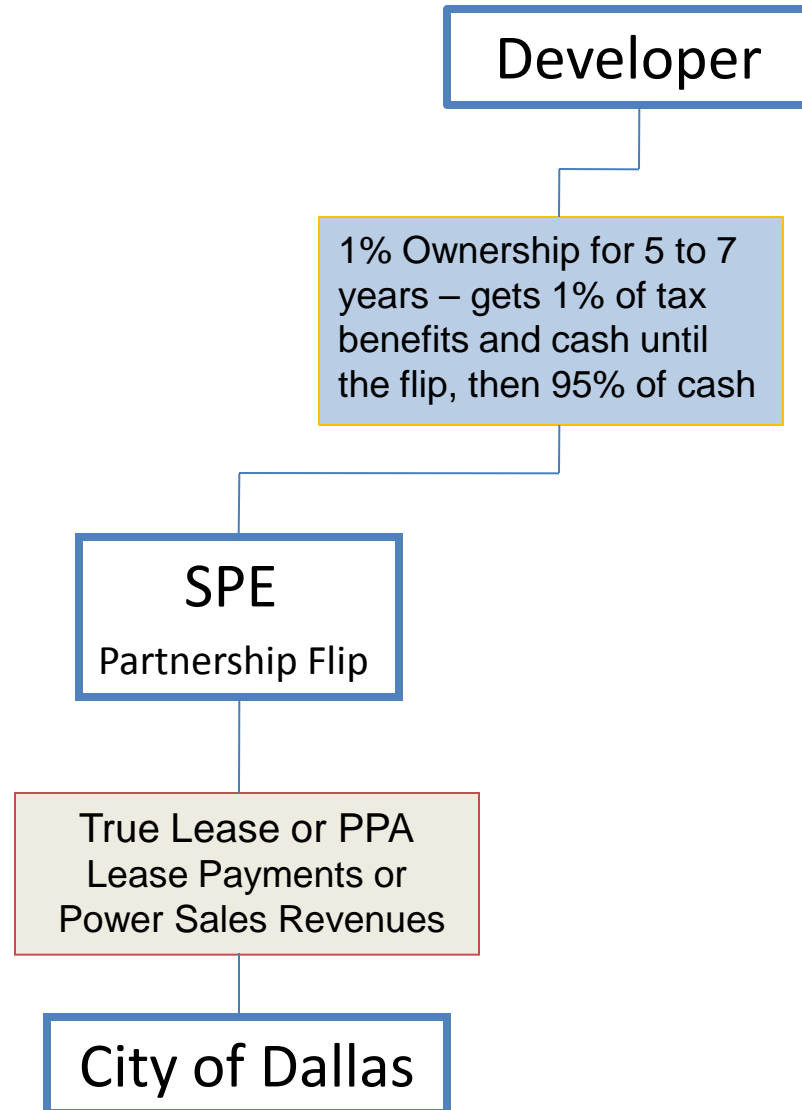 Developer
1% Ownership for 5 to 7
years – gets 1% of tax
benefits and cash until
the flip, then 95% of cash
SPE
Partnership Flip
True Lease or PPA
Lease Payments or
Power Sales Revenues
City of Dallas